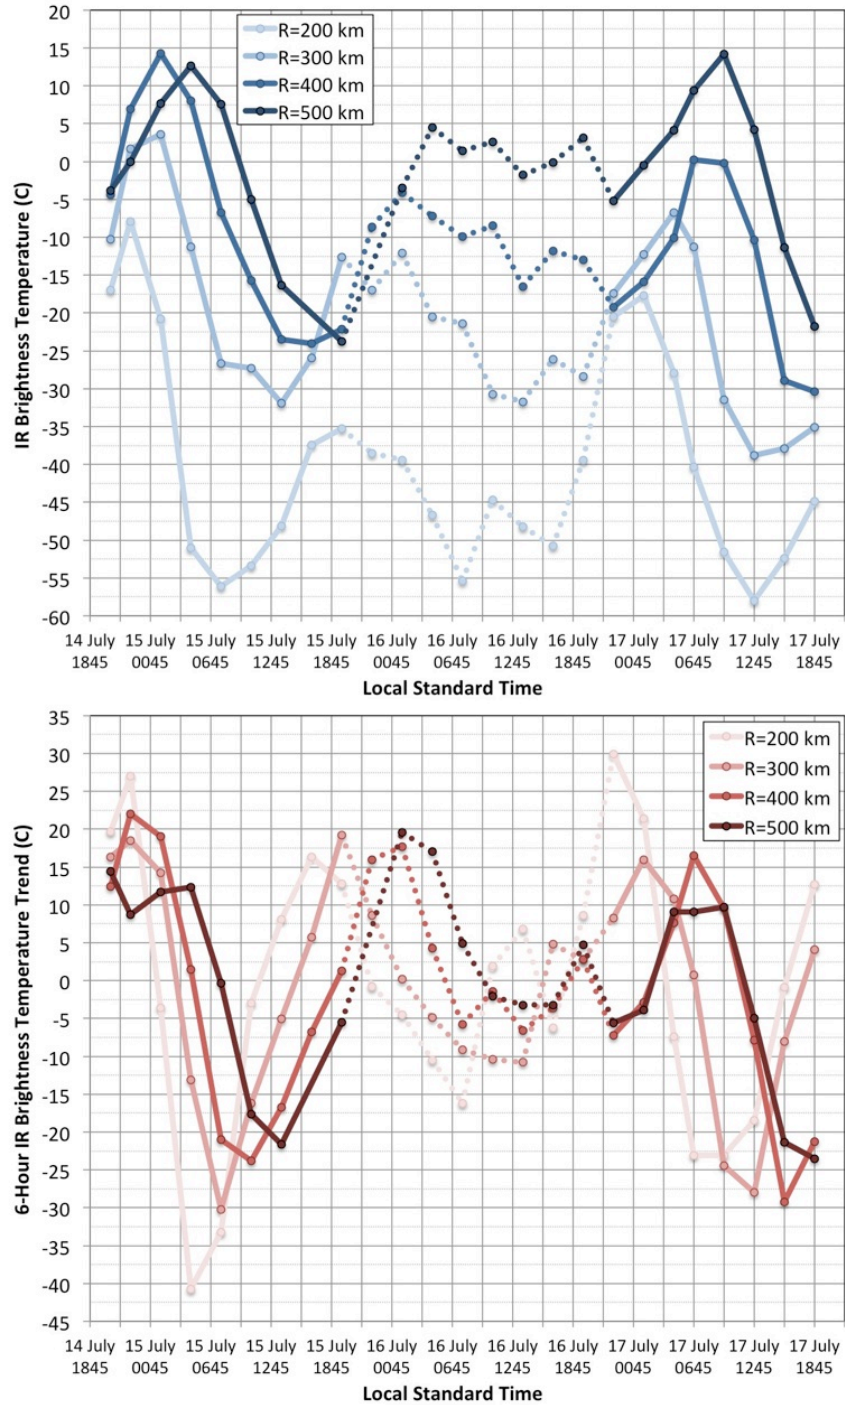 20
15
10
5
0
-5
-10
-15
-20
-25
-30
-35
-40
-45
-50
-55
-60
IR Brightness Temperature (C)
R=200 km
R=300 km
R=400 km
R=500 km
14 July 15 July 15 July 15 July 15 July 16 July 16 July 16 July 16 July 17 July 17 July 17 July 17 July
1845 0045 0645 1245 1845 0045 0645 1245 1845 0045 0645 1245 1845
Local Standard Time
35
30
25
20
15
10
5
0
-5
-10
-15
-20
-25
-30
-35
-40
-45
6-Hour IR Brightness Temperature Trend (C)
R=200 km
R=300 km
R=400 km
R=500 km
14 July 15 July 15 July 15 July 15 July 16 July 16 July 16 July 16 July 17 July 17 July 17 July 17 July
1845 0045 0645 1245 1845 0045 0645 1245 1845 0045 0645 1245 1845
Local Standard Time